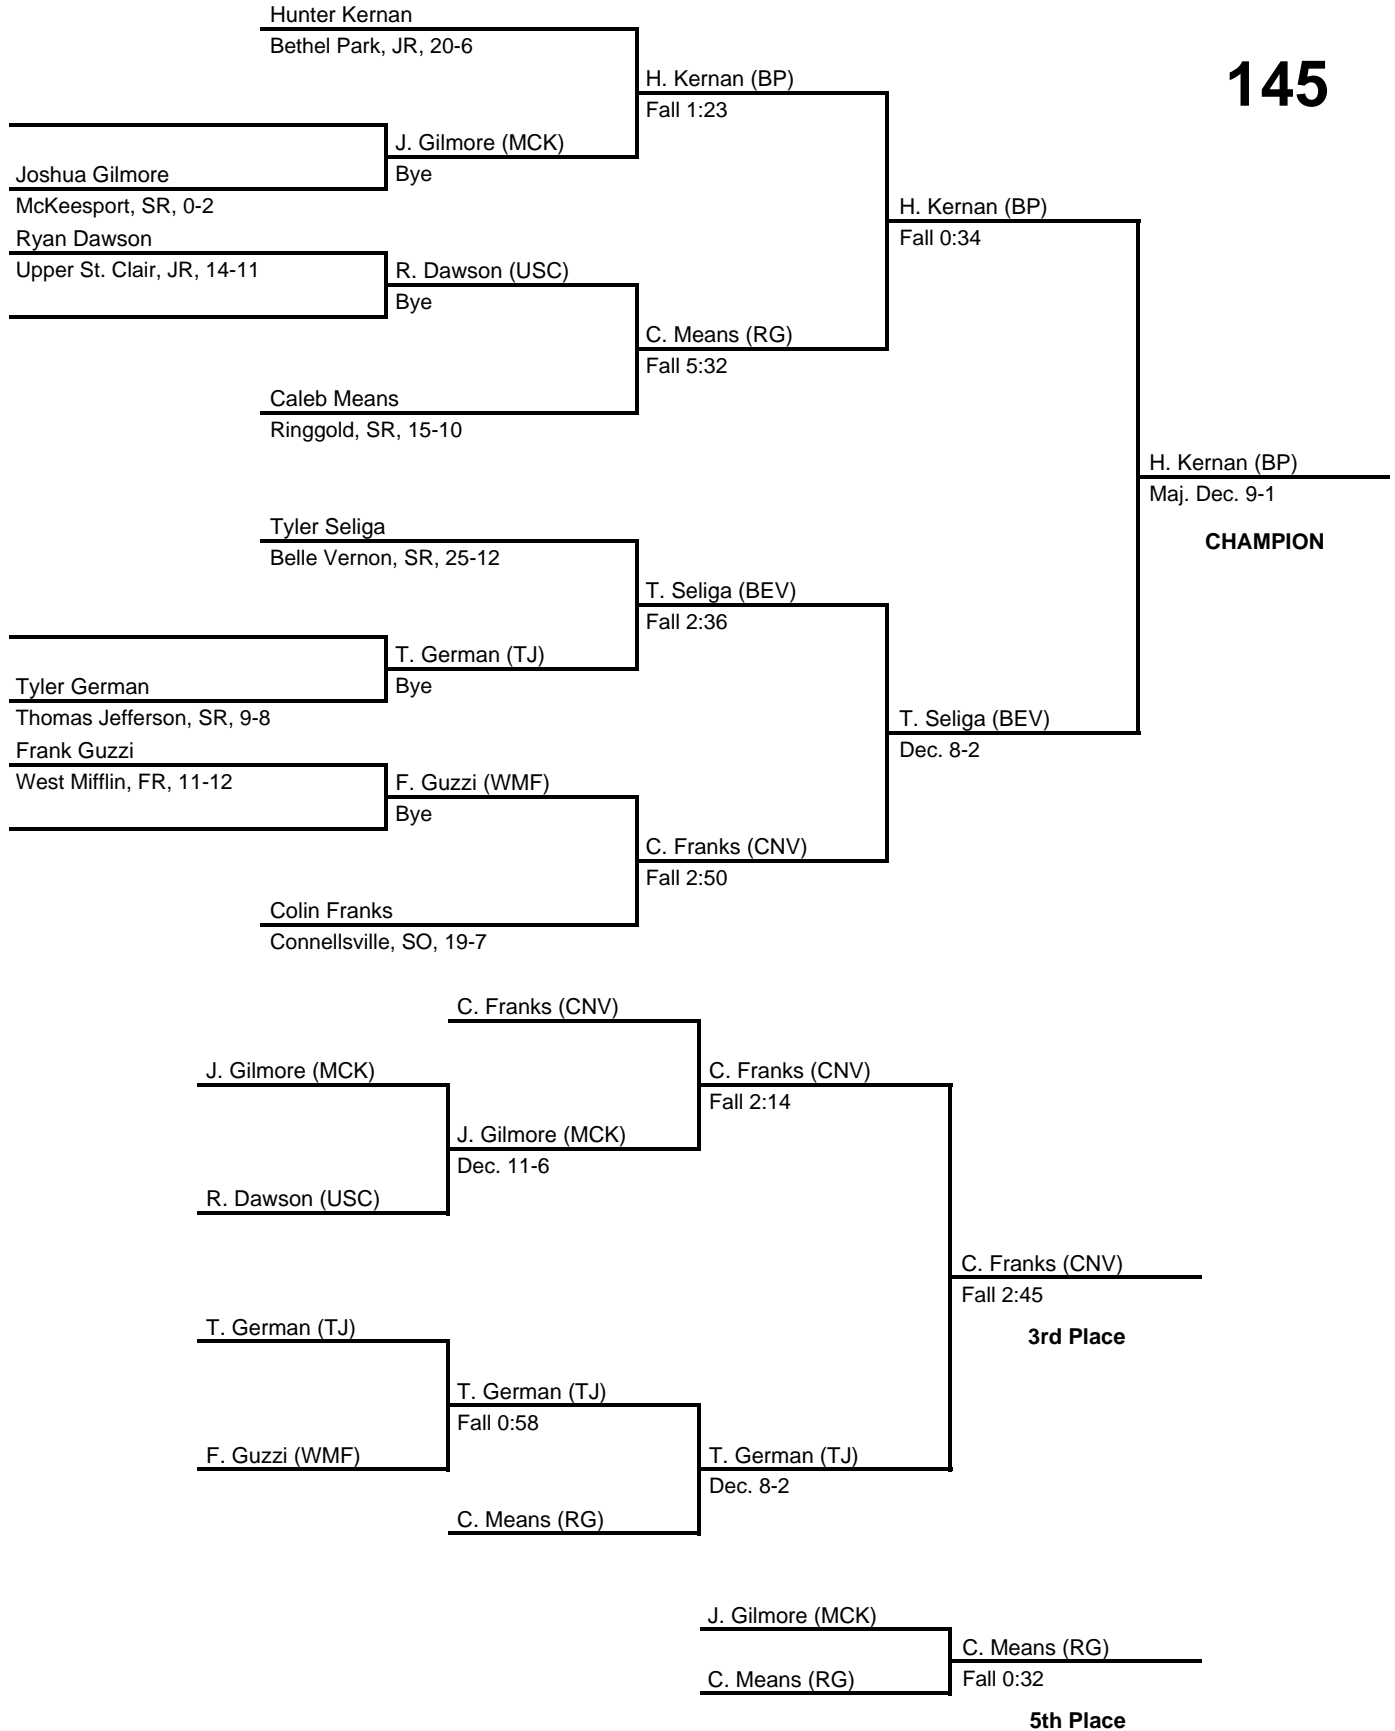 Hunter Kernan
Bethel Park, JR, 20-6
145
H. Kernan (BP)
Fall 1:23
J. Gilmore (MCK)
Bye
Joshua Gilmore
McKeesport, SR, 0-2
H. Kernan (BP)
Fall 0:34
Ryan Dawson
Upper St. Clair, JR, 14-11
R. Dawson (USC)
Bye
C. Means (RG)
Fall 5:32
Caleb Means
Ringgold, SR, 15-10
H. Kernan (BP)
Maj. Dec. 9-1
CHAMPION
Tyler Seliga
Belle Vernon, SR, 25-12
T. Seliga (BEV)
Fall 2:36
T. German (TJ)
Bye
Tyler German
Thomas Jefferson, SR, 9-8
T. Seliga (BEV)
Dec. 8-2
Frank Guzzi
West Mifflin, FR, 11-12
F. Guzzi (WMF)
Bye
C. Franks (CNV)
Fall 2:50
Colin Franks
Connellsville, SO, 19-7
C. Franks (CNV)
J. Gilmore (MCK)
C. Franks (CNV)
Fall 2:14
J. Gilmore (MCK)
Dec. 11-6
R. Dawson (USC)
C. Franks (CNV)
Fall 2:45
3rd Place
T. German (TJ)
T. German (TJ)
Fall 0:58
F. Guzzi (WMF)
T. German (TJ)
Dec. 8-2
C. Means (RG)
J. Gilmore (MCK)
C. Means (RG)
Fall 0:32
C. Means (RG)
5th Place